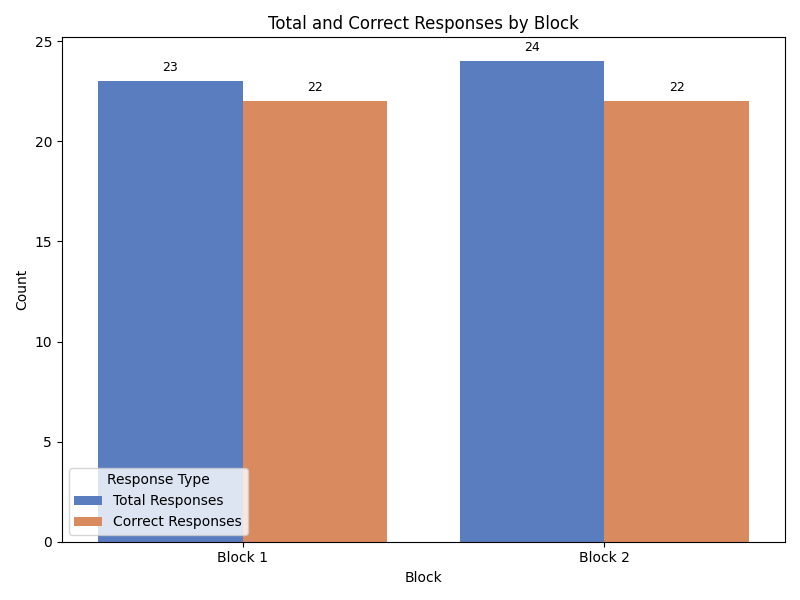 Total and Correct Responses by Block
Count
25
20
15
10
5
0
23
22
24
22
Response Type
Total Responses
Correct Responses
Block 1
Block 2
Block